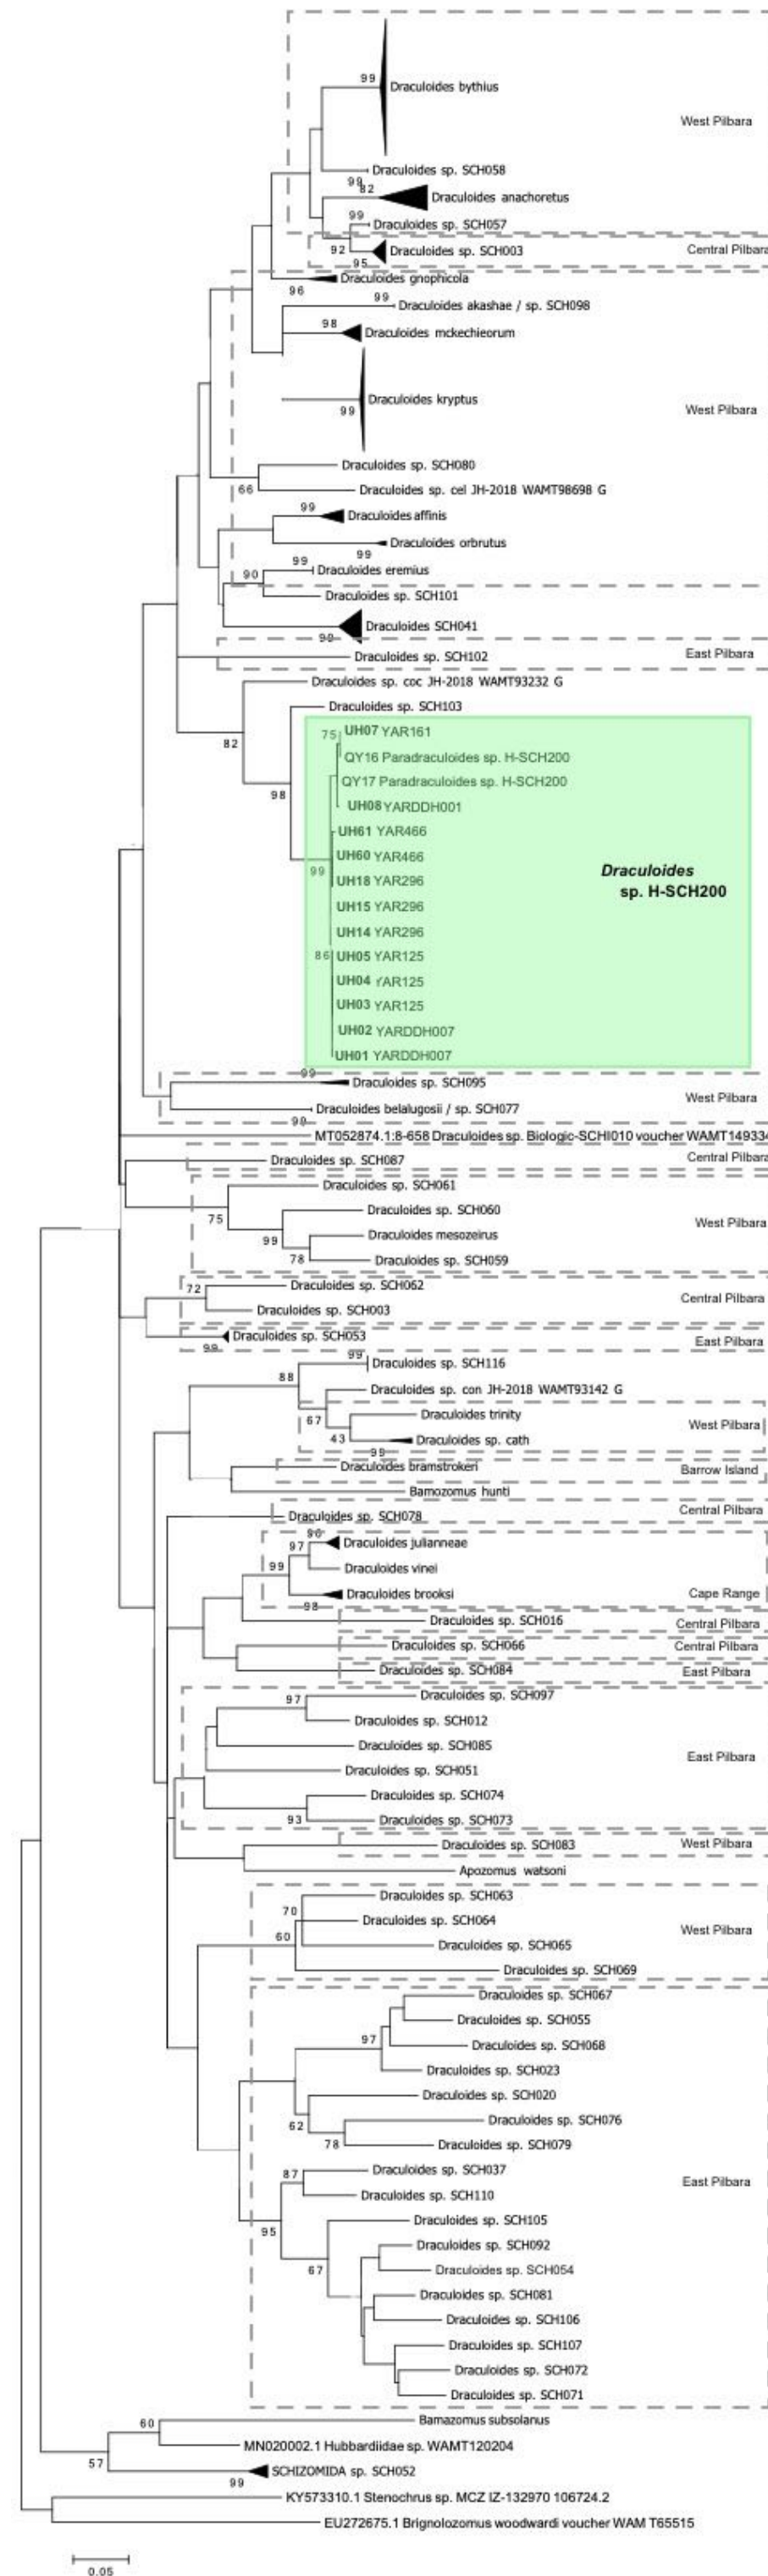 99
Draculoides bythius
West Pilbara
Draculoides sp. SCH058
99
82
Draculoides anachoretus
99
Draculoides sp. SCH057
92
Draculoides sp. SCH003
Central Pilbara
95
Draculoides gnophicola
96
99
Draculoides akashae / sp. SCH098
98
Draculoides mckechieorum
Draculoides kryptus
99
West Pilbara
Draculoides sp. SCH080
66
Draculoides sp. cel JH-2018 WAMT98698 G
99
Draculoides affinis
Draculoides orbrutus
99
99
Draculoides eremius
90
Draculoides sp. SCH101
Draculoides SCH041
99
Draculoides sp. SCH102
East Pilbara
Draculoides sp. coc JH-2018 WAMT93232 G
Draculoides sp. SCH103
82
75
UH07 YAR161
QY16 Paradraculoides sp. H-SCH200
QY17 Paradraculoides sp. H-SCH200
98
UH08 YARDDH001
UH61 YAR466
UH60 YAR466
99
UH18 YAR296
Draculoides
sp. H-SCH200
UH15 YAR296
UH14 YAR296
86
UH05 YAR125
UH04 YAR125
UH03 YAR125
UH02 YARDDH007
UH01 YARDDH007
99
Draculoides sp. SCH095
West Pilbara
Draculoides belalugosii / sp. SCH077
99
MT052874.1:8-658 Draculoides sp. Biologic-SCHI010 voucher WAMT149334
Draculoides sp. SCH087
Central Pilbara
Draculoides sp. SCH061
75
Draculoides sp. SCH060
West Pilbara
99
Draculoides mesozeirus
78
Draculoides sp. SCH059
72
Draculoides sp. SCH062
Central Pilbara
Draculoides sp. SCH003
Draculoides sp. SCH053
East Pilbara
99
99
Draculoides sp. SCH116
88
Draculoides sp. con JH-2018 WAMT93142 G
67
Draculoides trinity
West Pilbara
43
Draculoides sp. cath
99
Draculoides bramstokeri
Barrow Island
Bamozomus hunti
Draculoides sp. SCH078
Central Pilbara
96
97
Draculoides julianneae
99
Draculoides vinei
Draculoides brooksi
Cape Range
98
Draculoides sp. SCH016
Central Pilbara
Draculoides sp. SCH066
Central Pilbara
Draculoides sp. SCH084
East Pilbara
97
Draculoides sp. SCH097
Draculoides sp. SCH012
Draculoides sp. SCH085
East Pilbara
Draculoides sp. SCH051
Draculoides sp. SCH074
93
Draculoides sp. SCH073
Draculoides sp. SCH083
West Pilbara
Apozomus watsoni
Draculoides sp. SCH063
70
Draculoides sp. SCH064
West Pilbara
60
Draculoides sp. SCH065
Draculoides sp. SCH069
Draculoides sp. SCH067
Draculoides sp. SCH055
97
Draculoides sp. SCH068
Draculoides sp. SCH023
Draculoides sp. SCH020
62
Draculoides sp. SCH076
78
Draculoides sp. SCH079
87
Draculoides sp. SCH037
East Pilbara
Draculoides sp. SCH110
95
Draculoides sp. SCH105
Draculoides sp. SCH092
67
Draculoides sp. SCH054
Draculoides sp. SCH081
Draculoides sp. SCH106
Draculoides sp. SCH107
Draculoides sp. SCH072
Draculoides sp. SCH071
60
Bamazomus subsolanus
MN020002.1 Hubbardiidae sp. WAMT120204
57
SCHIZOMIDA sp. SCH052
99
KY573310.1 Stenochrus sp. MCZ IZ-132970 106724.2
EU272675.1 Brignolozomus woodwardi voucher WAM T65515
0.05